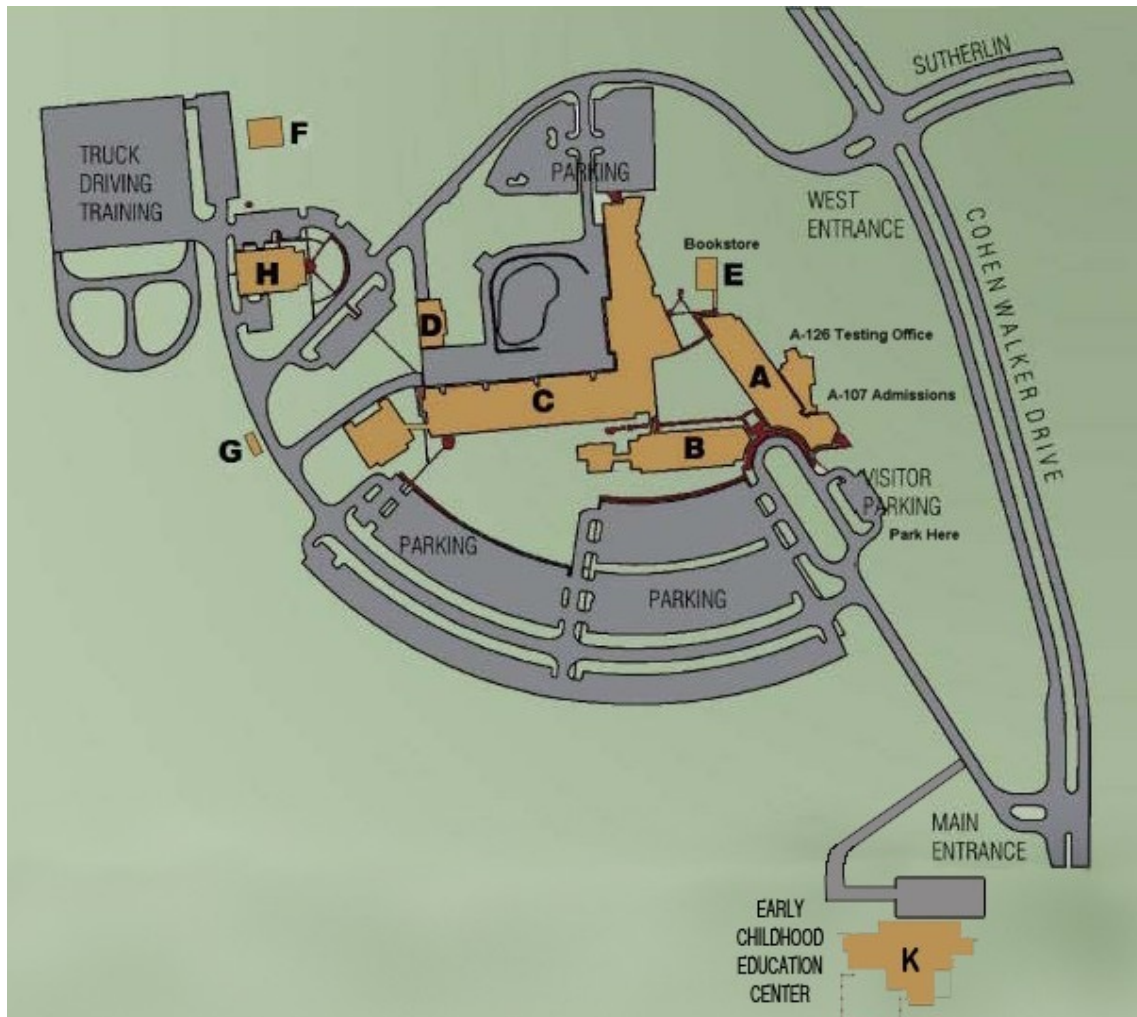 SUTHERLIN
F
TRUCK
DRIVING
TRAINING
PARKING
WEST
ENTRANCE
COHEN WALKER DRIVE
Bookstore
E
H
D
A-126 Testing Office
A
A-107 Admissions
C
G
B
VISITOR
PARKING
Park Here
PARKING
PARKING
MAIN
ENTRANCE
EARLY
CHILDHOOD
EDUCATION
CENTER
K